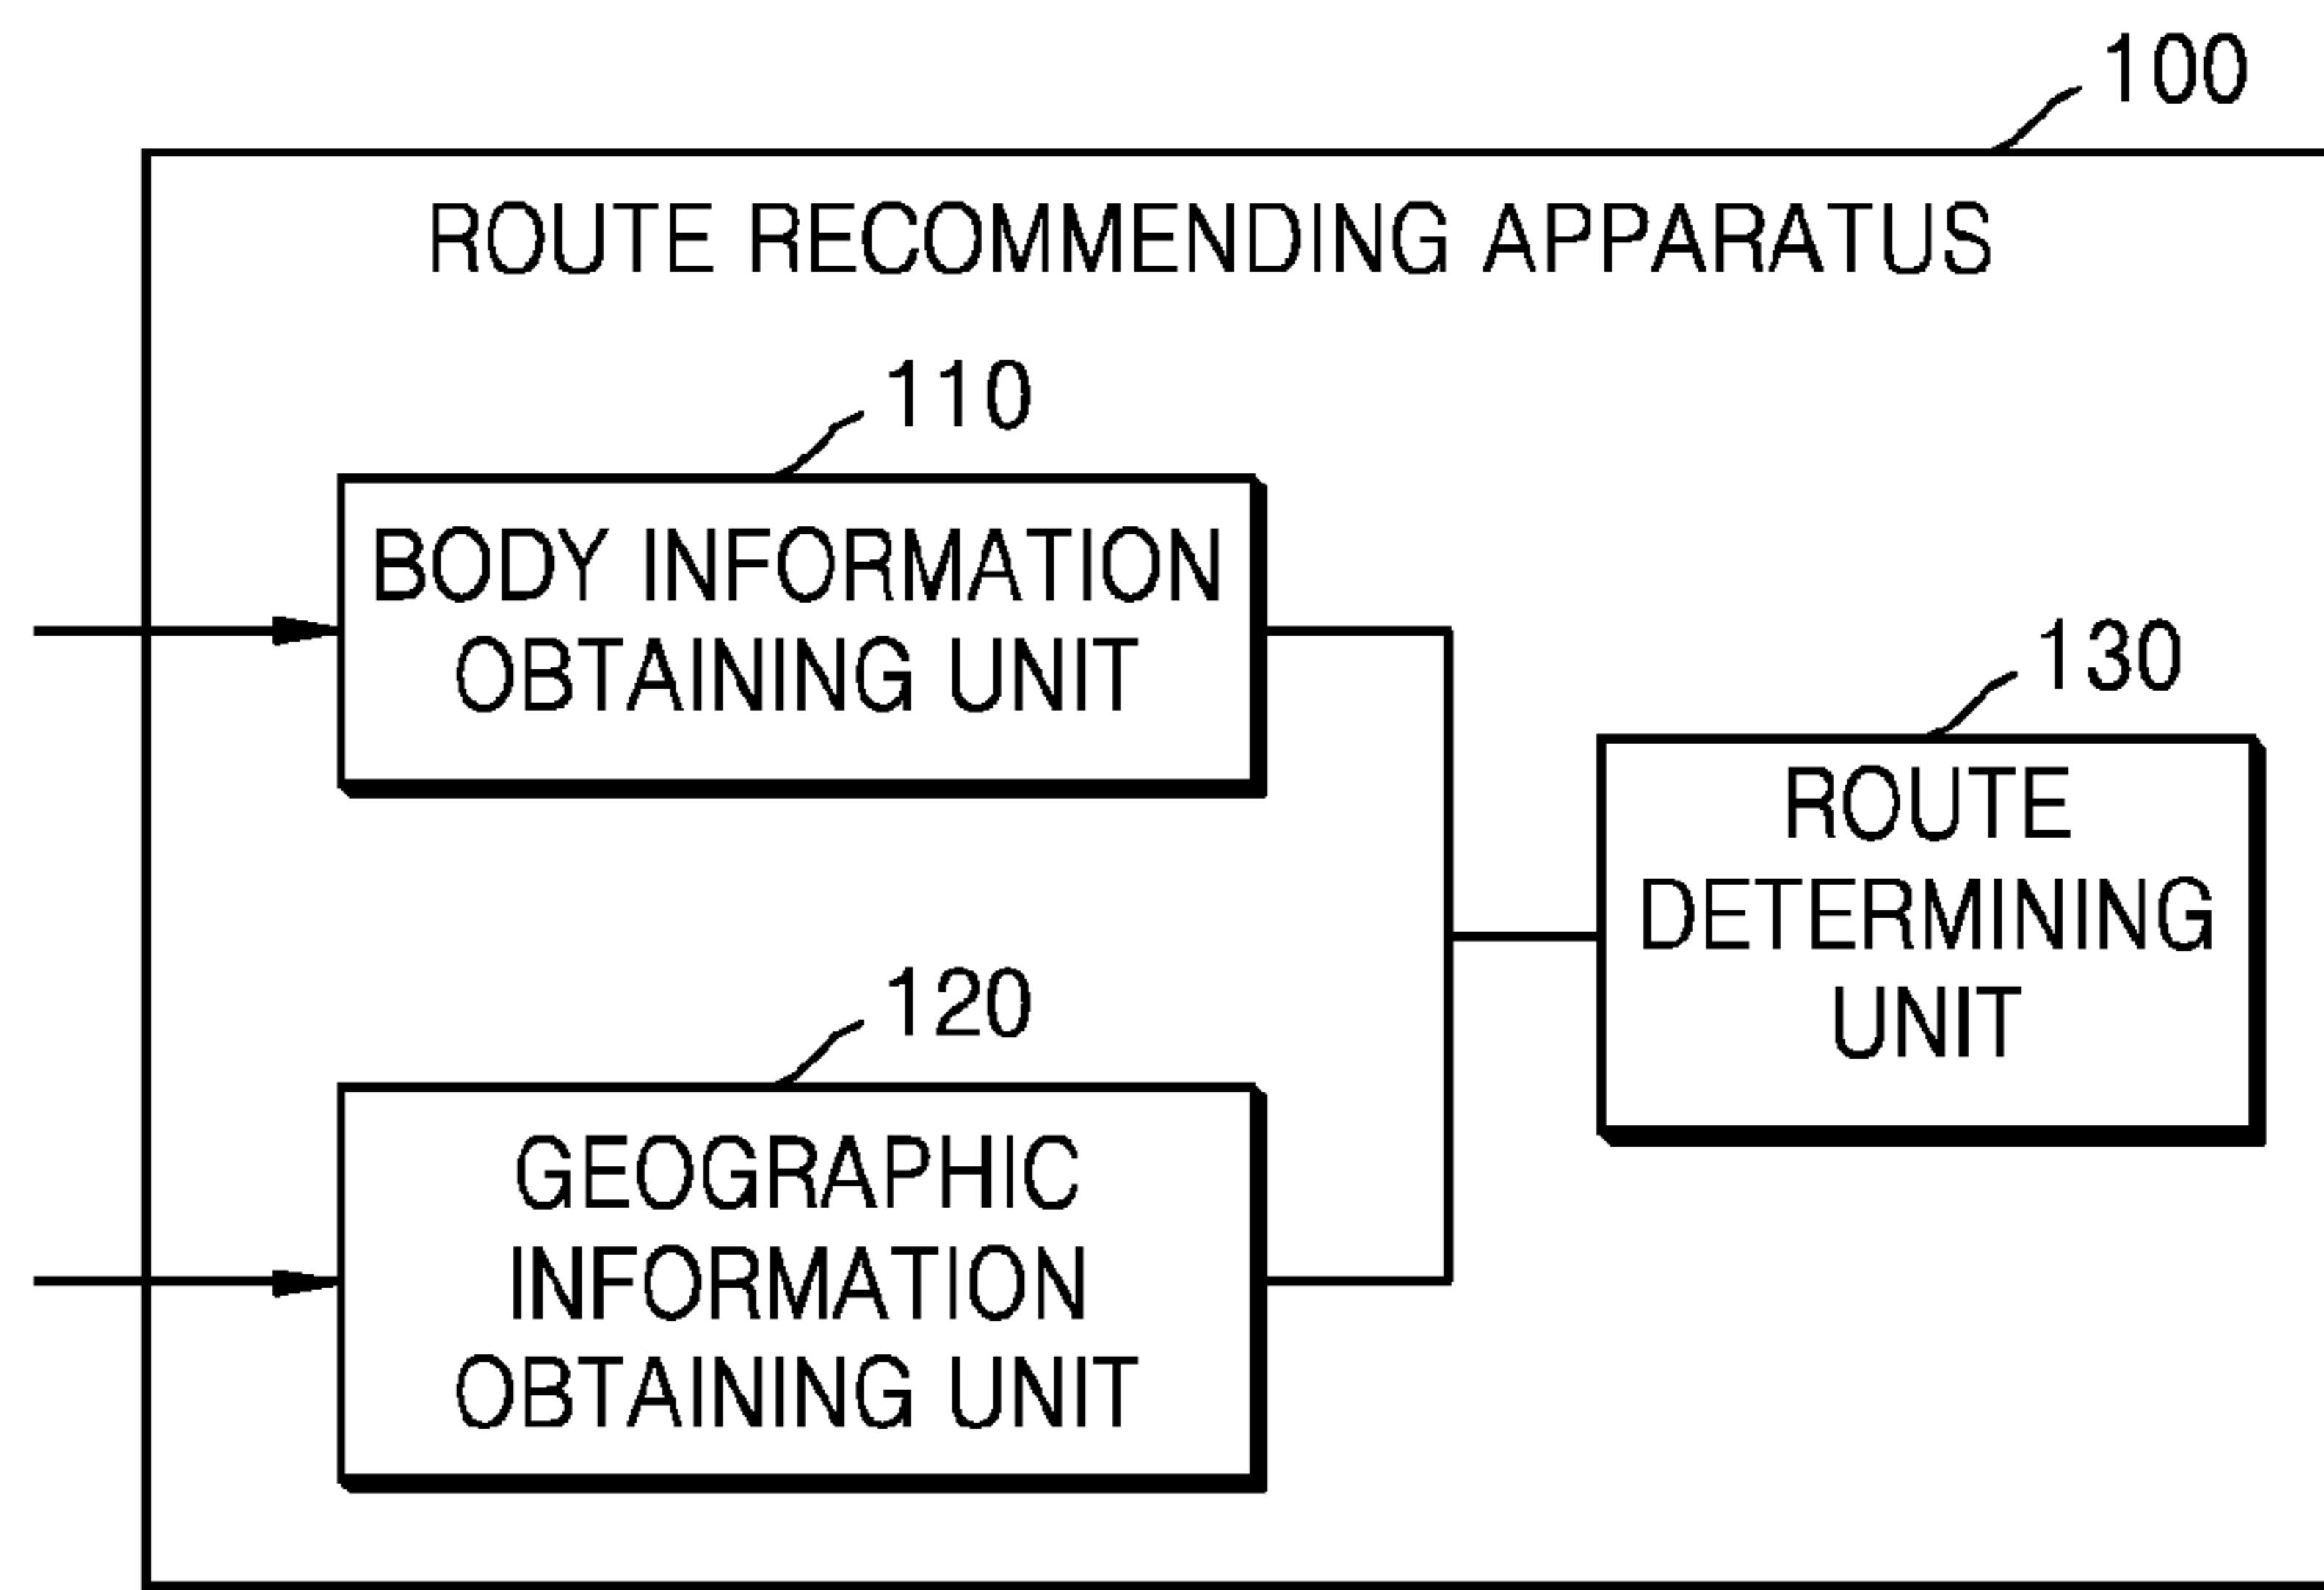 100
ROUTE RECOMMENDING APPARATUS
110
BODY INFORMATION
OBTAINING UNIT
130
ROUTE
DETERMINING
UNIT
120
GEOGRAPHIC
INFORMATION
OBTAINING UNIT